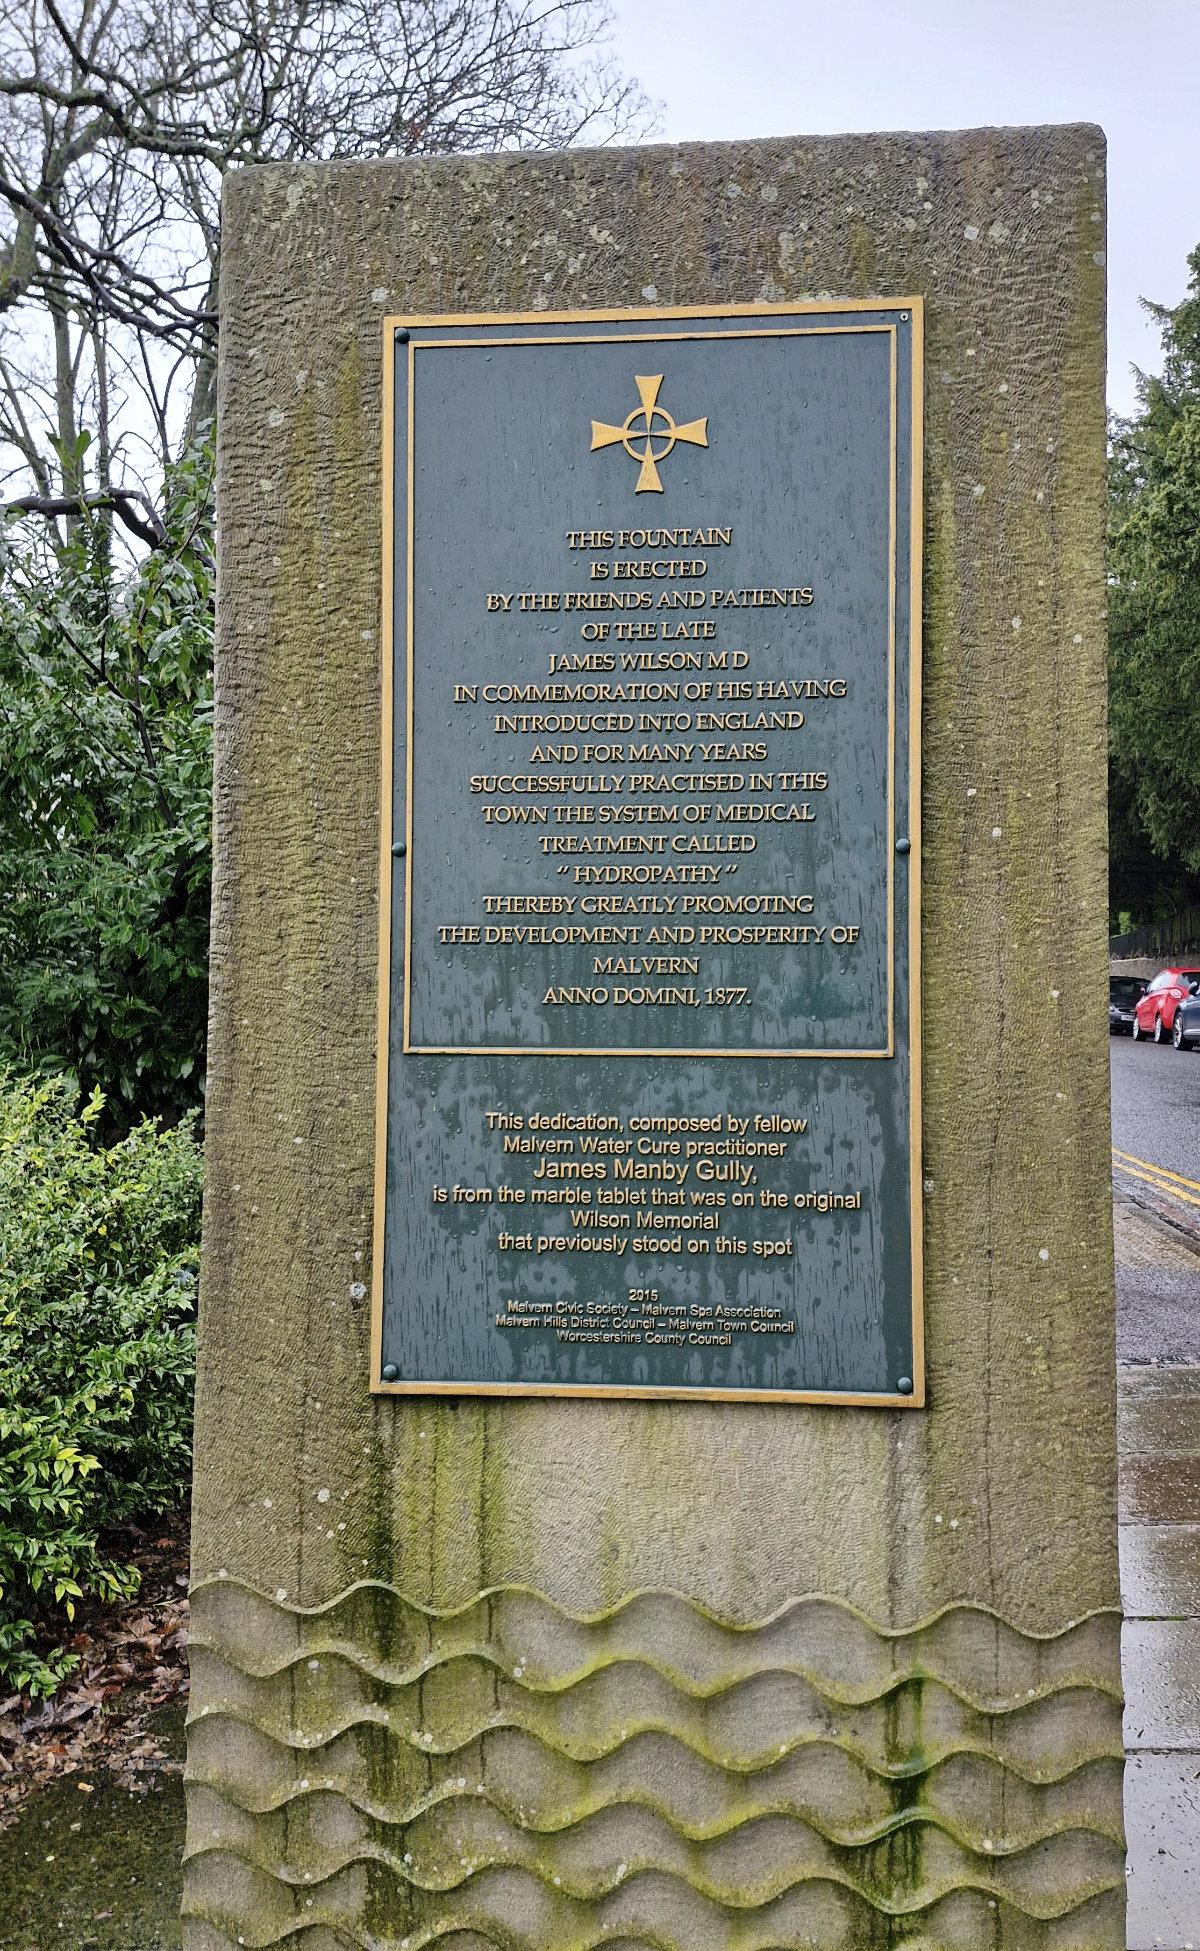 THIS FOUNTAIN
IS ERECTED
BY THE FRIENDS AND PATIENTS
OF THE LATE
JAMES WILSON M D
IN COMMEMORATION OF HIS HAVING
INTRODUCED INTO ENGLAND
AND FOR MANY YEARS
SUCCESSFULLY PRACTISED IN THIS
TOWN THE SYSTEM OF MEDICAL
TREATMENT CALLED
"HYDROPATHY"
THEREBY GREATLY PROMOTING
THE DEVELOPMENT AND PROSPERITY OF
MALVERN
ANNO DOMINI, 1877.
This dedication, composed by fellow
Malvern Water Cure practitioner
James Manby Gully,
is from the marble tablet that was on the original
Wilson Memorial
that previously stood on this spot
2015
Malvern Civic Society – Malvern Spa Association
Malvern Hills District Council – Malvern Town Council
Worcestershire County Council